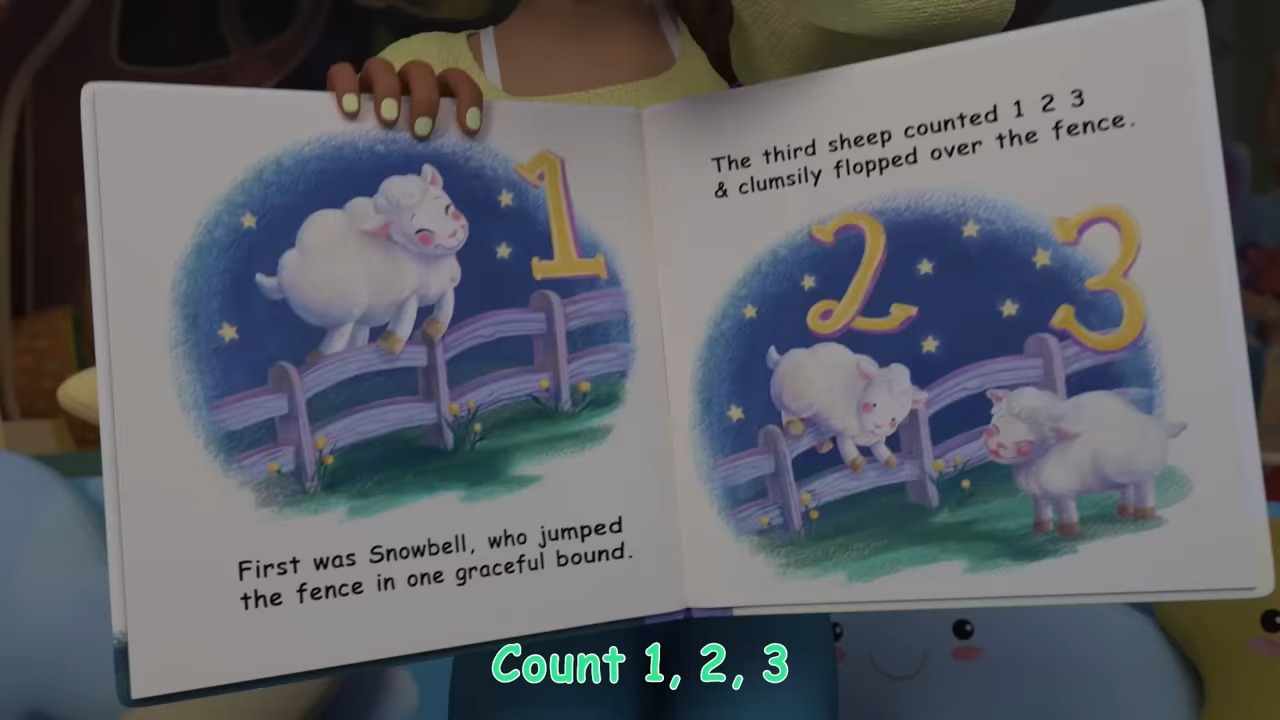 1
First was Snowbell, who jumped
the fence in one graceful bound.
The third sheep counted 1 2 3
& clumsily flopped over the fence.
2 3
Count 1, 2, 3